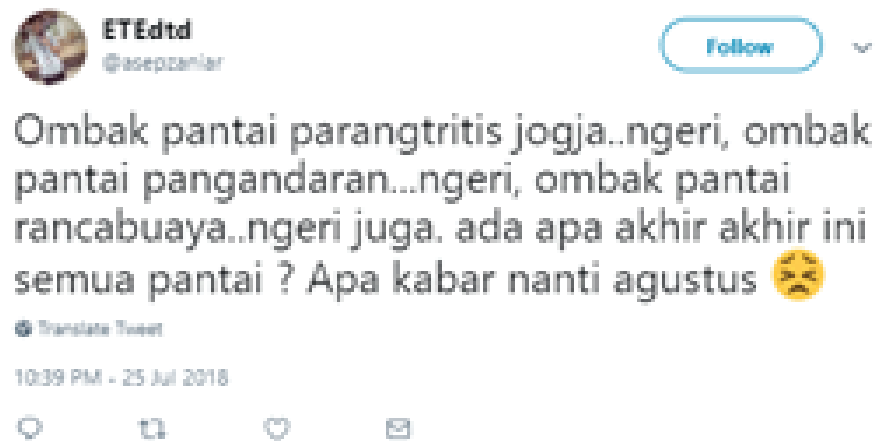 ETEdtd
@asepzaniar
Follow
Ombak pantai parangtritis jogja..ngeri, ombak
pantai pangandaran...ngeri, ombak pantai
rancabuaya..ngeri juga. ada apa akhir akhir ini
semua pantai ? Apa kabar nanti agustus 😣
Translate Tweet
10:39 PM - 25 Jul 2018